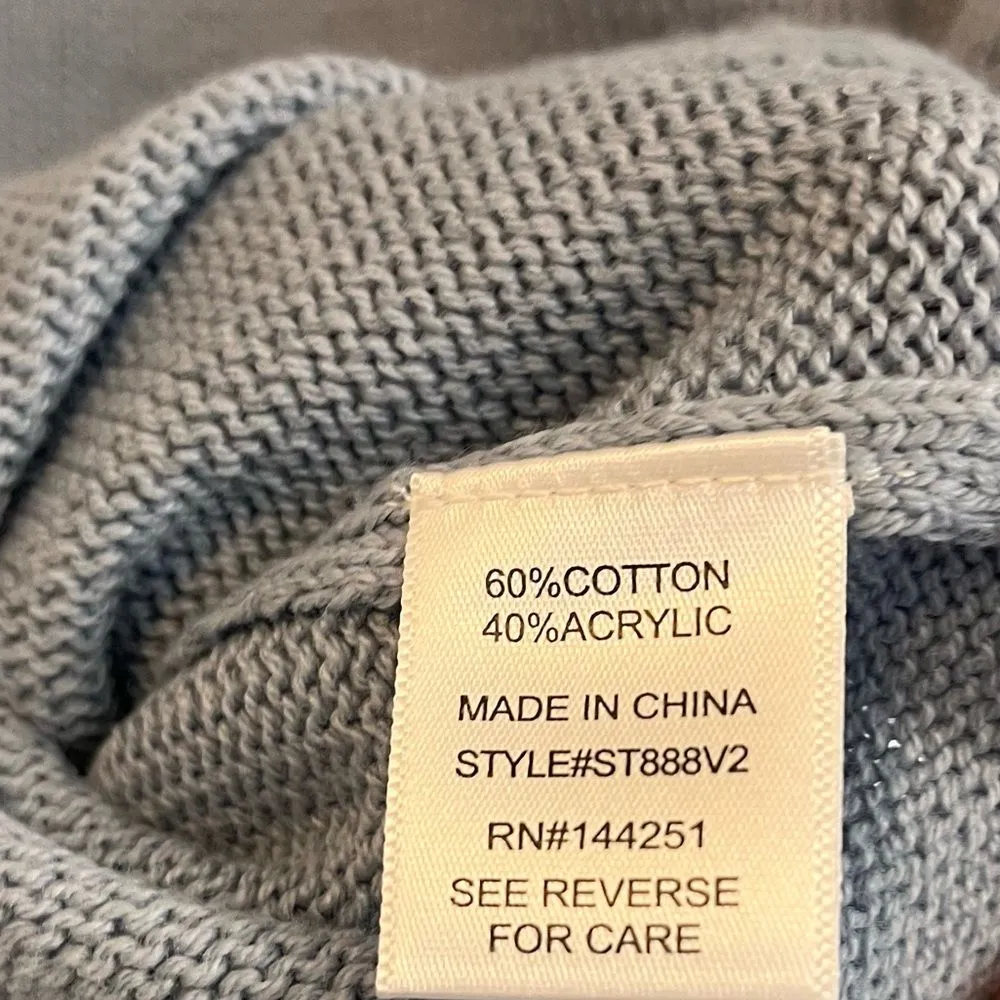 60%COTTON
40%ACRYLIC
MADE IN CHINA
STYLE#ST888V2
RN#144251
SEE REVERSE
FOR CARE